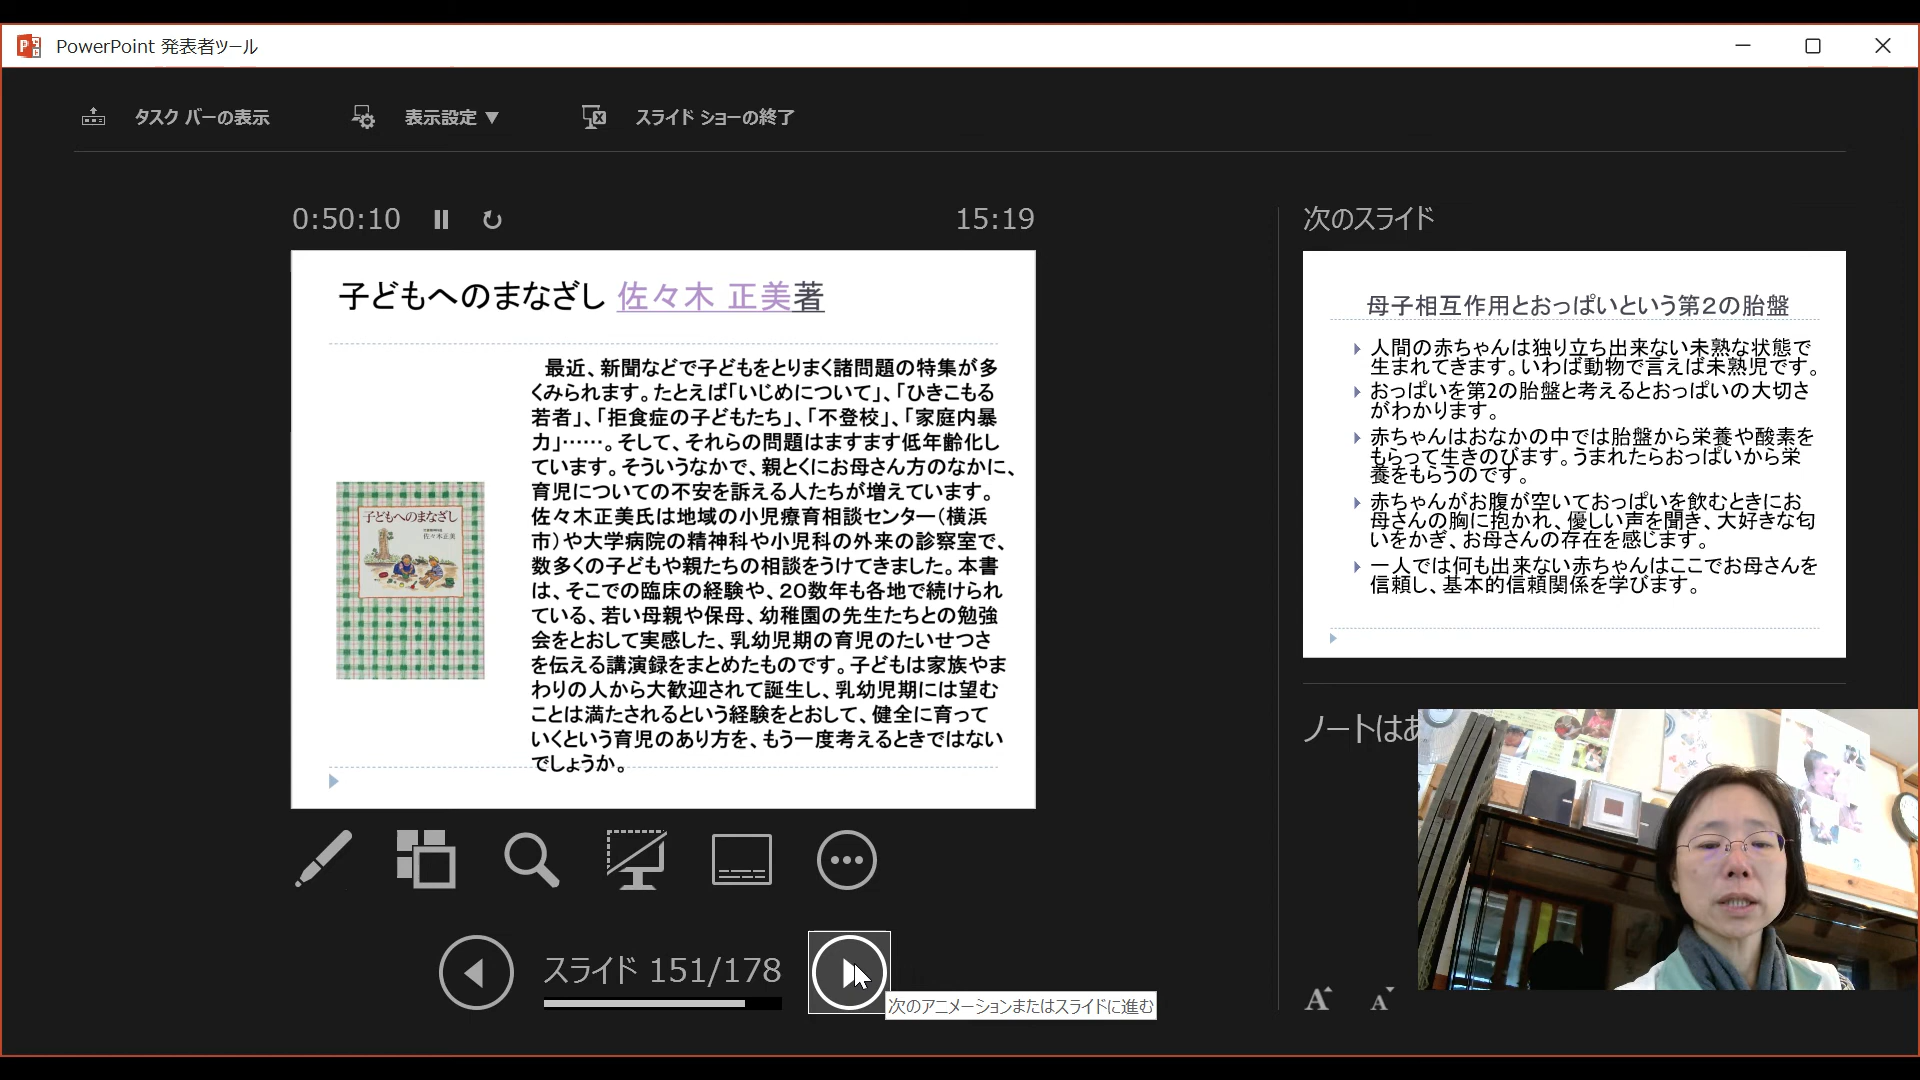 PowerPoint 発表者ツール
タスク バーの表示
表示設定 ▼
スライド ショーの終了
0:50:10
15:19
子どもへのまなざし 佐々木 正美著
最近、新聞などで子どもをとりまく諸問題の特集が多
くみられます。たとえば「いじめについて」、「ひきこもる
若者」、「拒食症の子どもたち」、「不登校」、「家庭内暴
力」……。そして、それらの問題はますます低年齢化し
ています。そういうなかで、親とくにお母さん方のなかに、
育児についての不安を訴える人たちが増えています。
佐々木正美氏は地域の小児療育相談センター（横浜
市）や大学病院の精神科や小児科の外来の診察室で、
数多くの子どもや親たちの相談をうけてきました。本書
は、そこでの臨床の経験や、20数年も各地で続けられ
ている、若い母親や保母、幼稚園の先生たちとの勉強
会をとおして実感した、乳幼児期の育児のたいせつさ
を伝える講演録をまとめたものです。子どもは家族やま
わりの人から大歓迎されて誕生し、乳幼児期には望む
ことは満たされるという経験をとおして、健全に育って
いくという育児のあり方を、もう一度考えるときではない
でしょうか。
子どもへのまなざし
佐々木正美
スライド 151/178
次のアニメーションまたはスライドに進む
次のスライド
母子相互作用とおっぱいという第2の胎盤
人間の赤ちゃんは独り立ち出来ない未熟な状態で
生まれてきます。いわば動物で言えば未熟児です。
おっぱいを第2の胎盤と考えるとおっぱいの大切さ
がわかります。
赤ちゃんはおなかの中では胎盤から栄養や酸素を
もらって生きのびます。うまれたらおっぱいから栄
養をもらうのです。
赤ちゃんがお腹が空いておっぱいを飲むときにお
母さんの胸に抱かれ、優しい声を聞き、大好きな匂
いをかぎ、お母さんの存在を感じます。
一人では何も出来ない赤ちゃんはここでお母さんを
信頼し、基本的信頼関係を学びます。
ノートはあ
A
A